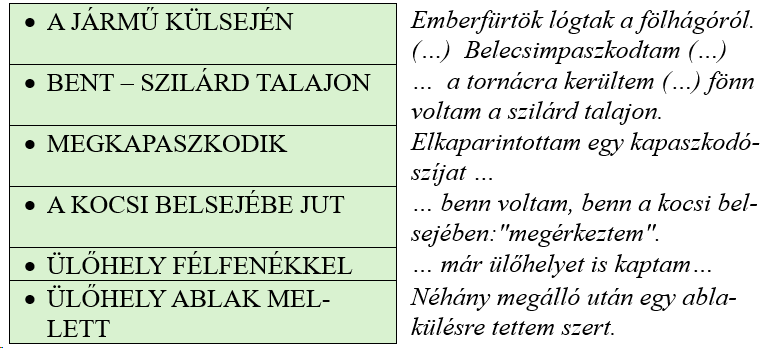 • A JÁRMŰ KÜLSEJÉN
Emberfürtök lógtak a fölhágóról.
(…) Belecsimpaszkodtam (…)
• BENT – SZILÁRD TALAJON
… a tornácra kerültem (…) fönn
voltam a szilárd talajon.
• MEGKAPASZKODIK
Elkaparintottam egy kapaszkodó-
szíjat …
• A KOCSI BELSEJÉBE JUT
… benn voltam, benn a kocsi bel-
sejében:"megérkeztem".
• ÜLŐHELY FÉLFENÉKKEL
… már ülőhelyet is kaptam…
• ÜLŐHELY ABLAK MEL-
LETT
Néhány megálló után egy abla-
külésre tettem szert.